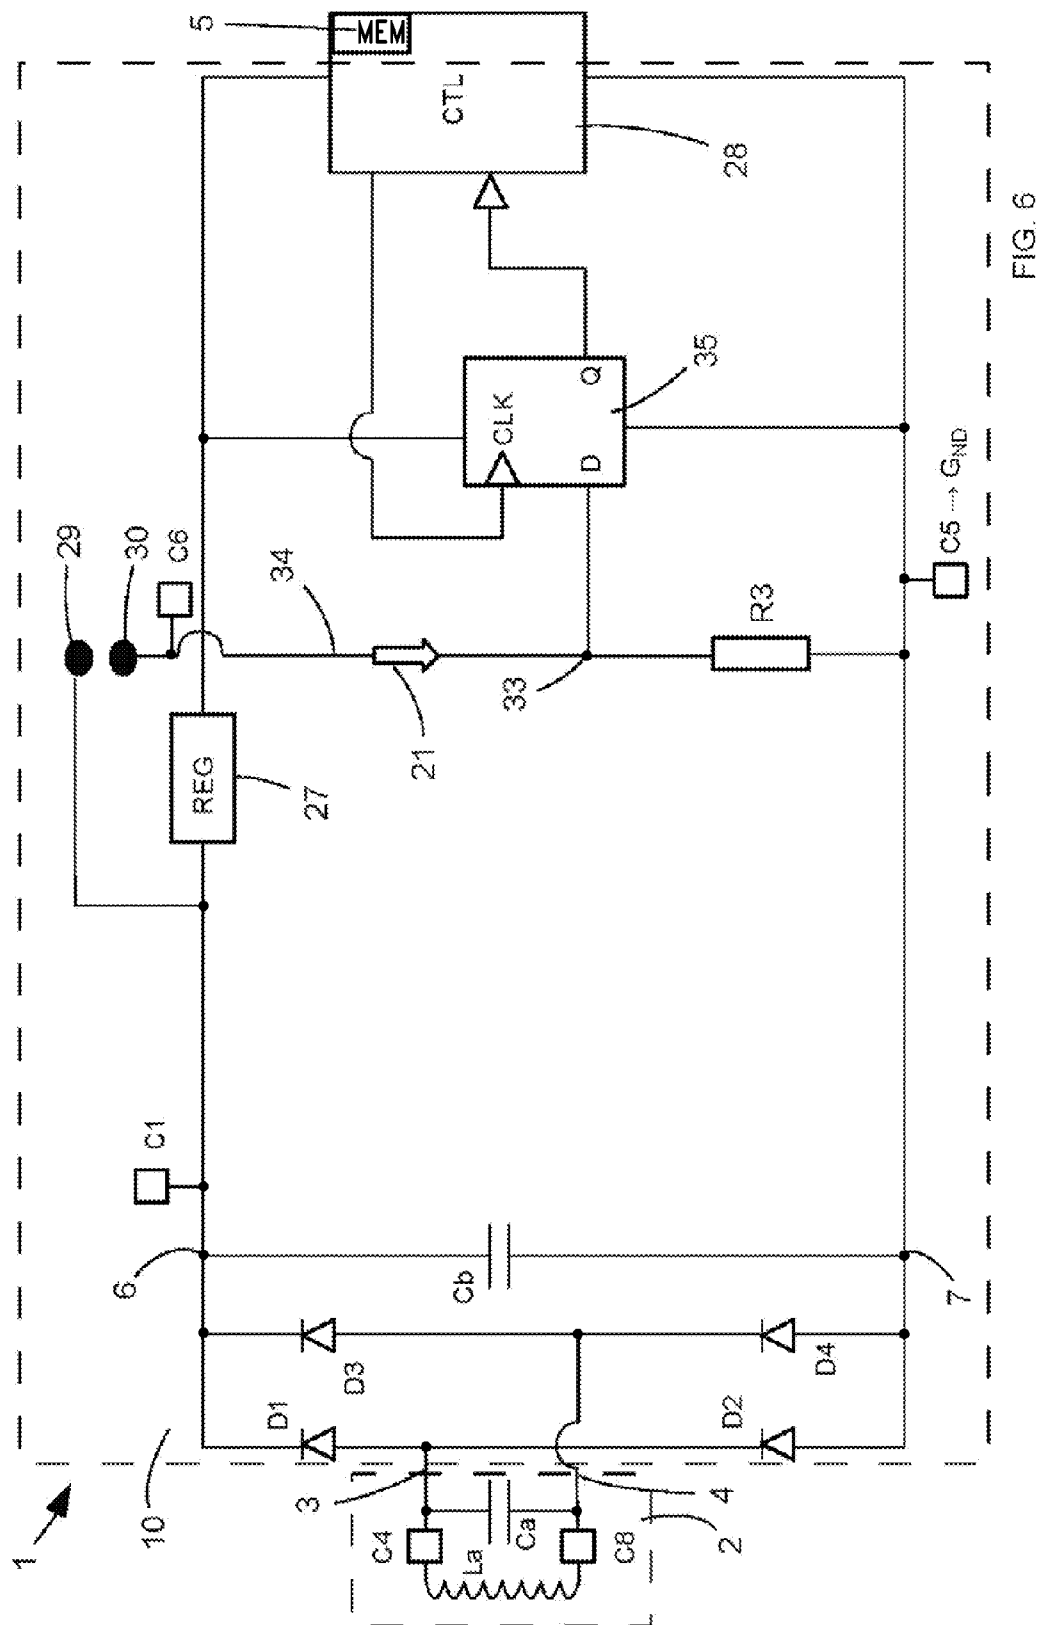 1
10
6
C1
29
30
C6
REG
27
34
21
33
5
MEM
CTL
28
CLK
D
Q
35
R3
C5 → GND
7
Cb
D1
D3
D2
D4
3
4
C4
La
Ca
C8
2
FIG. 6